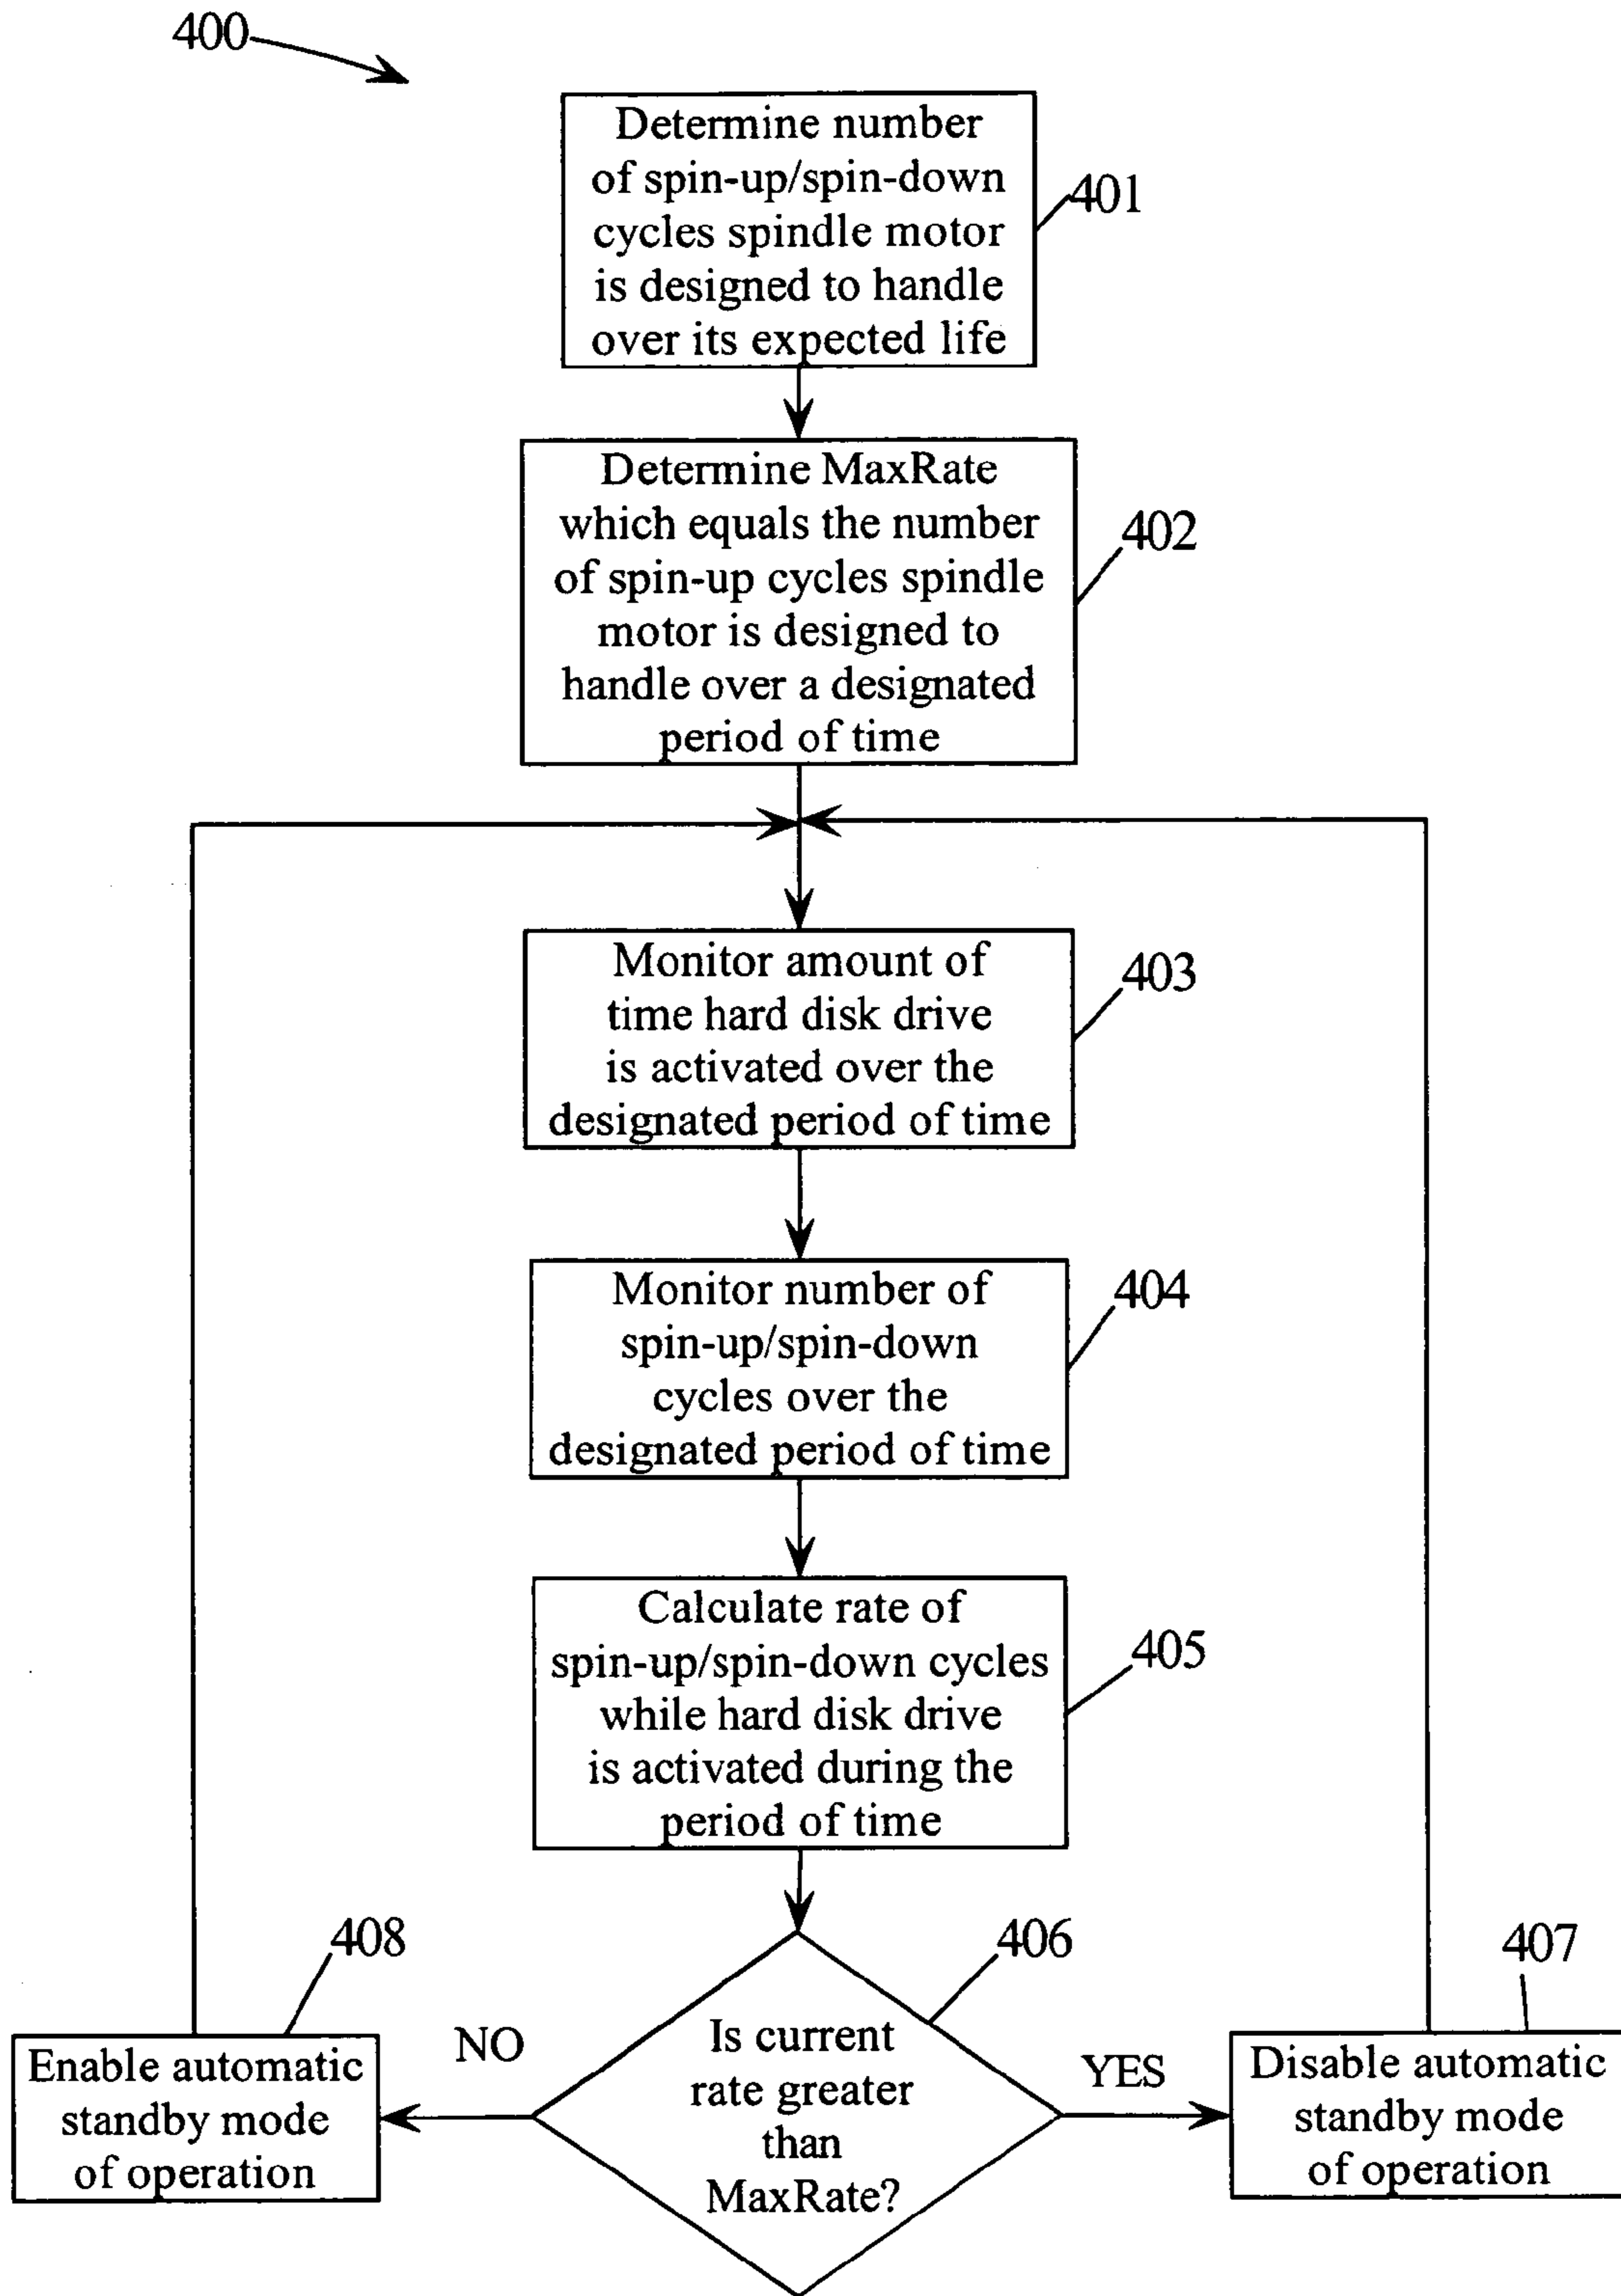 400
Determine number
of spin-up/spin-down
cycles spindle motor
is designed to handle
over its expected life
401
Determine MaxRate
which equals the number
of spin-up cycles spindle
motor is designed to
handle over a designated
period of time
402
Monitor amount of
time hard disk drive
is activated over the
designated period of time
403
Monitor number of
spin-up/spin-down
cycles over the
designated period of time
404
Calculate rate of
spin-up/spin-down cycles
while hard disk drive
is activated during the
period of time
405
406
Is current
rate greater
than
MaxRate?
NO
YES
408
Enable automatic
standby mode
of operation
407
Disable automatic
standby mode
of operation